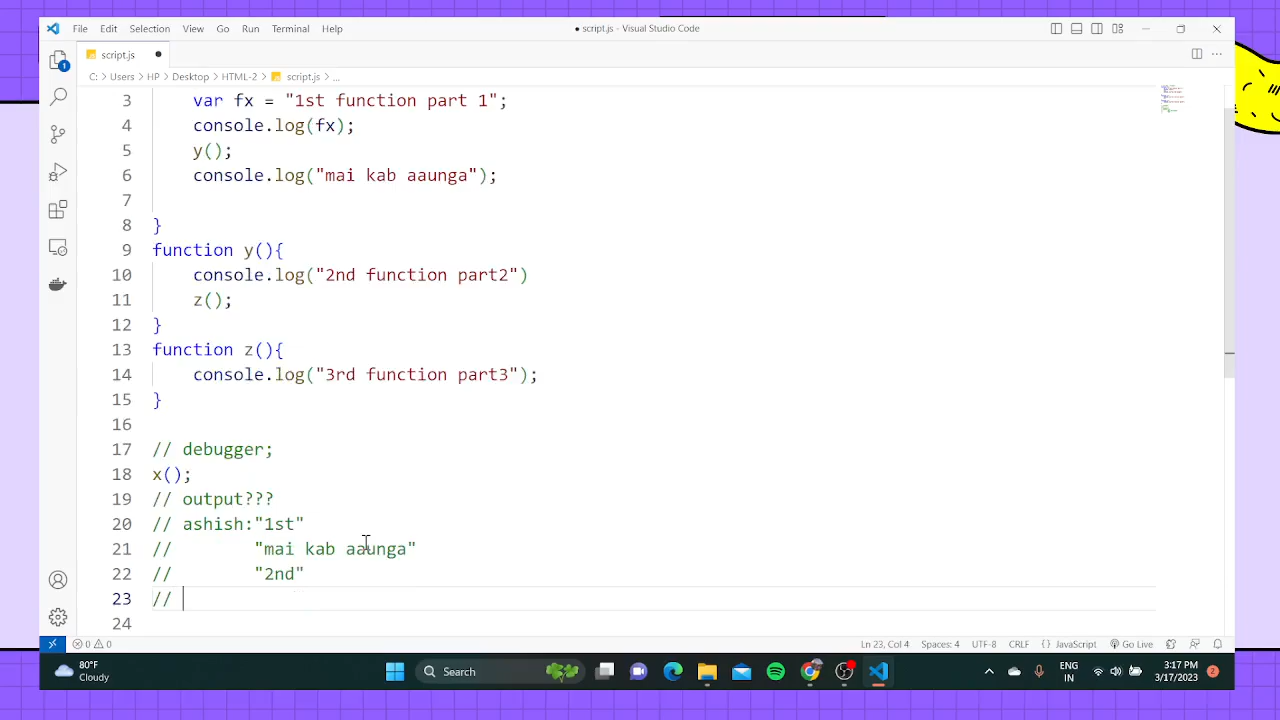 File Edit Selection View Go Run Terminal Help
● script.js - Visual Studio Code
script.js ●
C: > Users > HP > Desktop > HTML-2 > script.js > ...
3 var fx = "1st function part 1";
4 console.log(fx);
5 y();
6 console.log("mai kab aaunga");
7
8 }
9 function y(){
10 console.log("2nd function part2")
11 z();
12 }
13 function z(){
14 console.log("3rd function part3");
15 }
16
17 // debugger;
18 x();
19 // output???
20 // ashish:"1st"
21 // "mai kab aaunga"
22 // "2nd"
23 //
24
1
0 0
Ln 23, Col 4 Spaces: 4 UTF-8 CRLF {} JavaScript Go Live
80°F
Cloudy
Search
ENG
IN
3:17 PM
3/17/2023
2